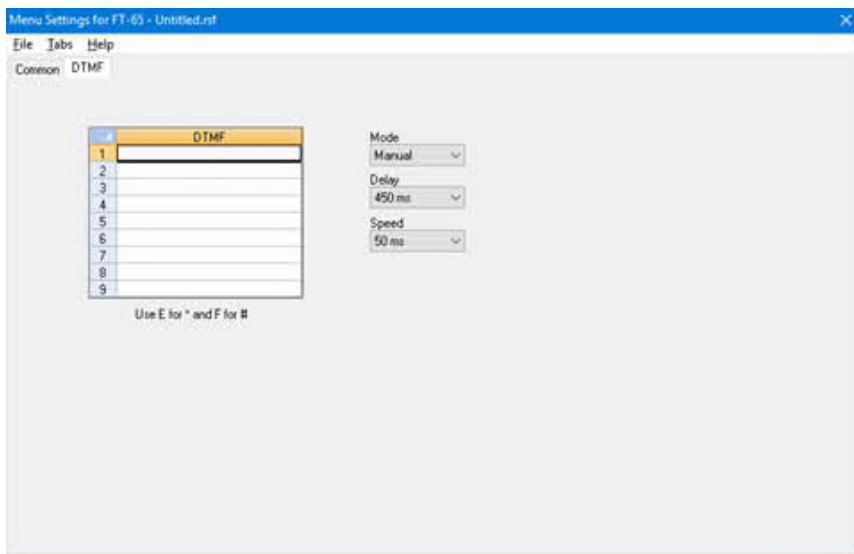 Menu Settings for FT-65 - Untitled.rsf
File Tabs Help
Common DTMF
DTMF
1
2
3
4
5
6
7
8
9
Use E for * and F for #
Mode
Manual
Delay
450 ms
Speed
50 ms